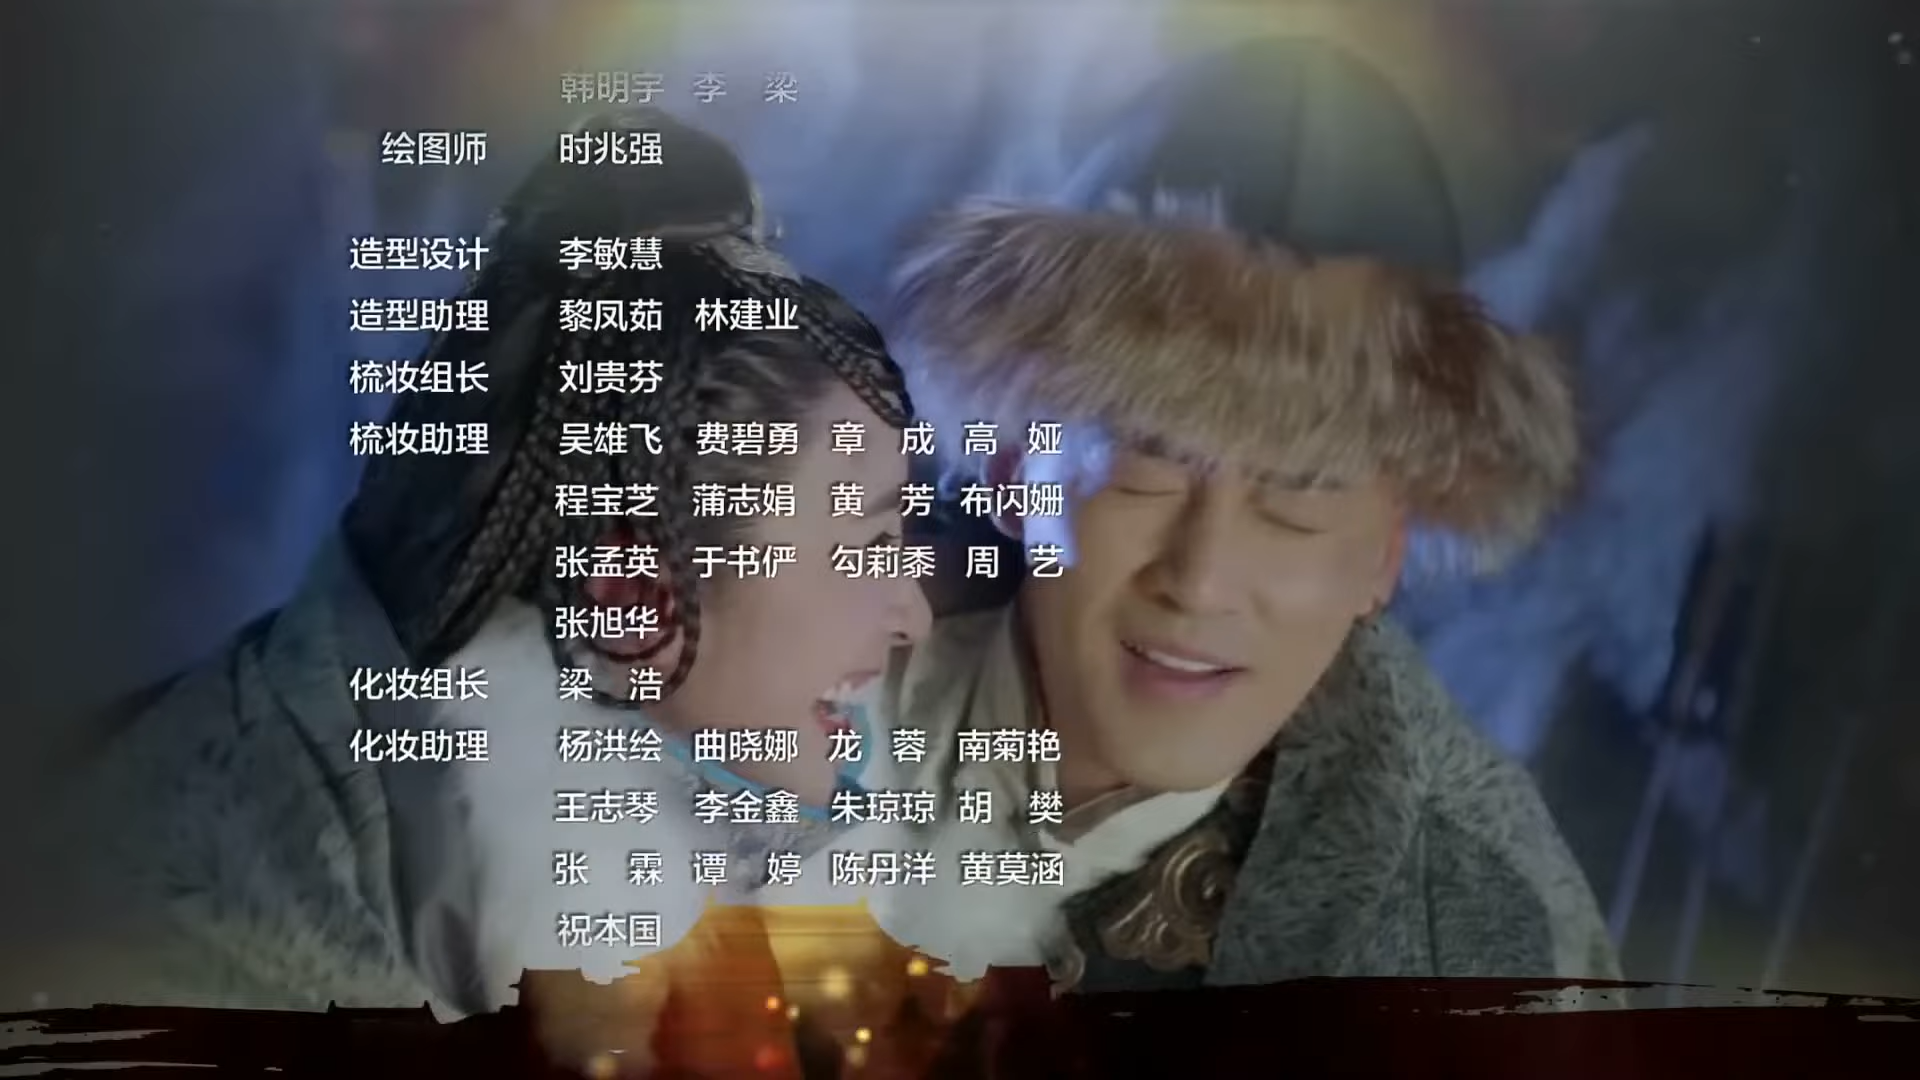 韩明宇 李 梁
绘图师 时兆强
造型设计 李敏慧
造型助理 黎凤茹 林建业
梳妆组长 刘贵芬
梳妆助理 吴雄飞 费碧勇 章 成 高 娅
程宝芝 蒲志娟 黄 芳 布闪姗
张孟英 于书俨 勾莉黍 周 艺
张旭华
化妆组长 梁 浩
化妆助理 杨洪绘 曲晓娜 龙 蓉 南菊艳
王志琴 李金鑫 朱琼琼 胡 樊
张 霖 谭 婷 陈丹洋 黄莫涵
祝本国